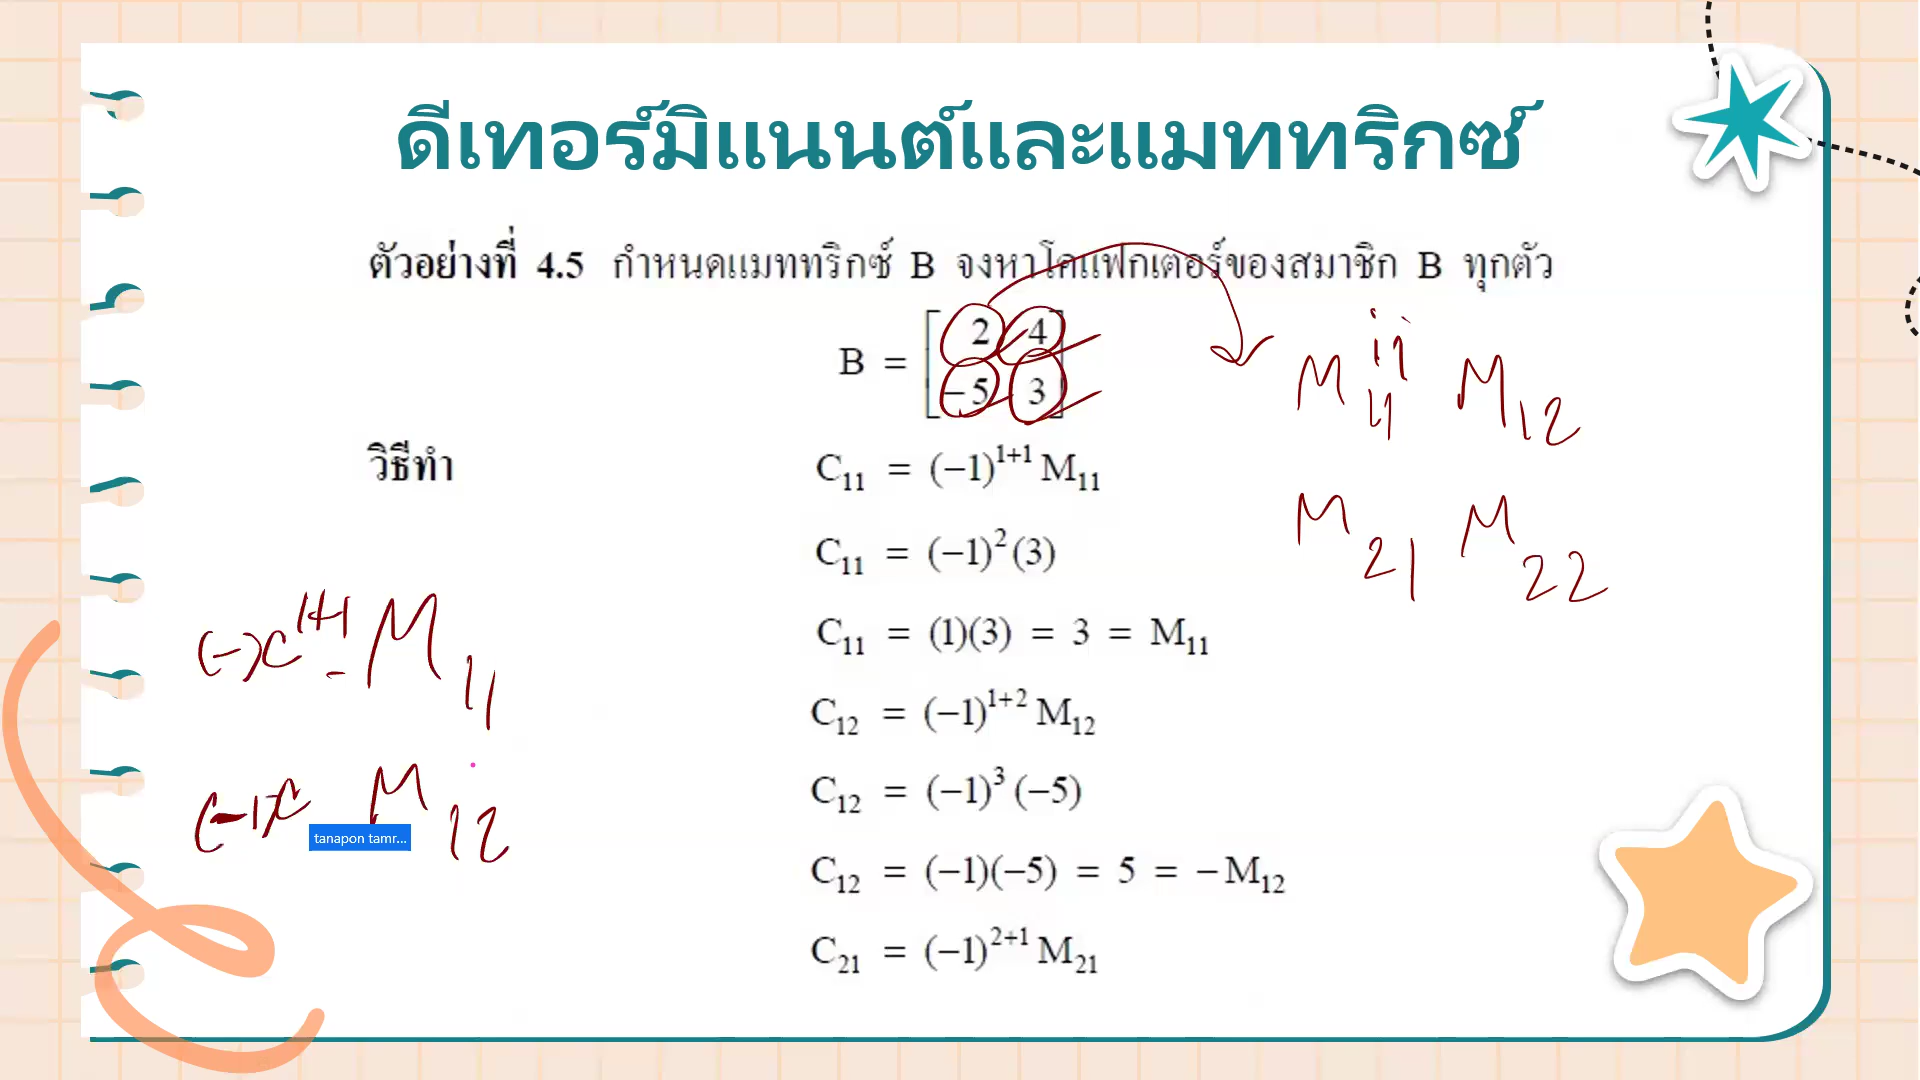 ดีเทอร์มิแนนต์และแมททริกซ์
ตัวอย่างที่ 4.5 กำหนดแมททริกซ์ B จงหาโคแฟกเตอร์ของสมาชิก B ทุกตัว
B = [2 4
-5 3]
M₁₁ M₁₂
วิธีทำ
C₁₁ = (−1)¹⁺¹ M₁₁
M₂₁ M₂₂
C₁₁ = (−1)² (3)
C₁₁ = (1)(3) = 3 = M₁₁
M₁₁
C₁₂ = (−1)¹⁺² M₁₂
C₁₂ = (−1)³ (−5)
M₁₂
tanapon tamr...
C₁₂ = (−1)(−5) = 5 = −M₁₂
C₂₁ = (−1)²⁺¹ M₂₁